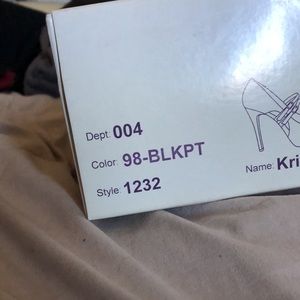 Dept: 004
Color: 98-BLKPT
Style: 1232
Name: Kri